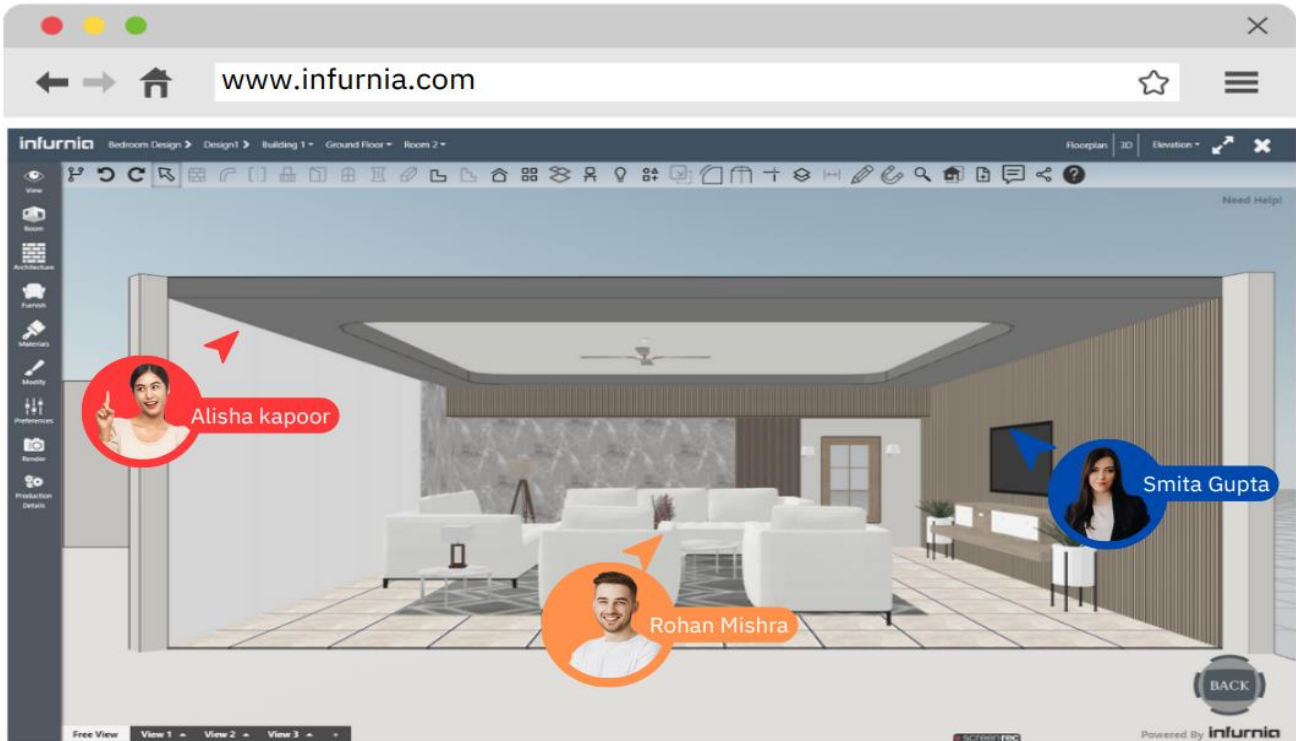 www.infurnia.com
infurnia Bedroom Design > Design1 > Building 1 Ground Floor Room 2 Floorplan 3D Elevation
View
Need Help!
Room
Architecture
Furnish
Materials
Modify
Alisha kapoor
Preferences
Render
Smita Gupta
Production
Details
Rohan Mishra
BACK
Free View View 1 View 2 View 3 +
screenrec
Powered By infurnia